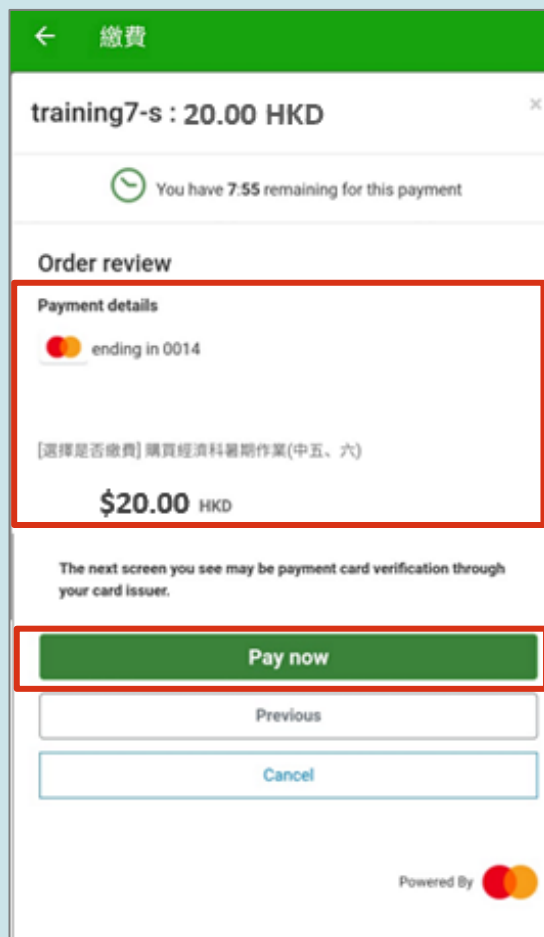 繳費
training7-s : 20.00 HKD
You have 7:55 remaining for this payment
Order review
Payment details
ending in 0014
[選擇是否繳費] 購買經濟科暑期作業(中五、六)
$20.00 HKD
The next screen you see may be payment card verification through
your card issuer.
Pay now
Previous
Cancel
Powered By